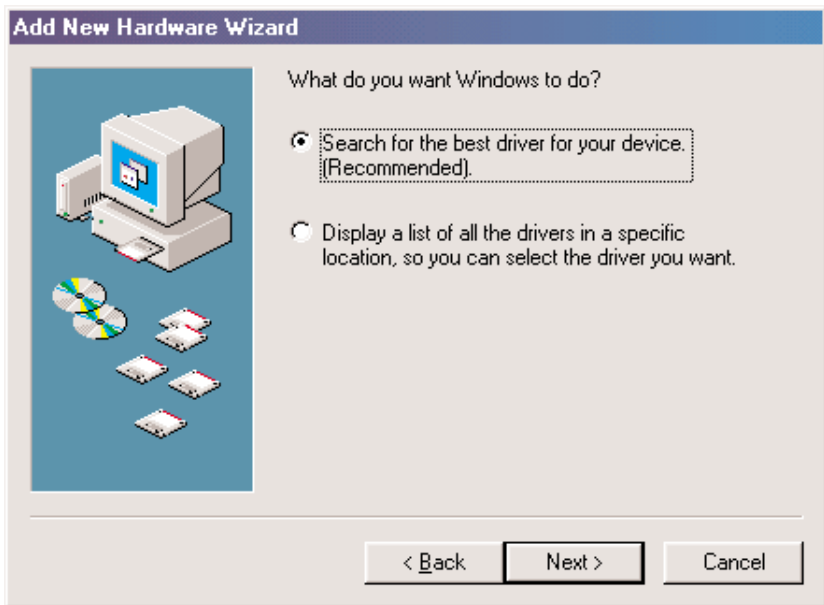 Add New Hardware Wizard
What do you want Windows to do?
Search for the best driver for your device.
(Recommended).
Display a list of all the drivers in a specific
location, so you can select the driver you want.
< Back
Next >
Cancel